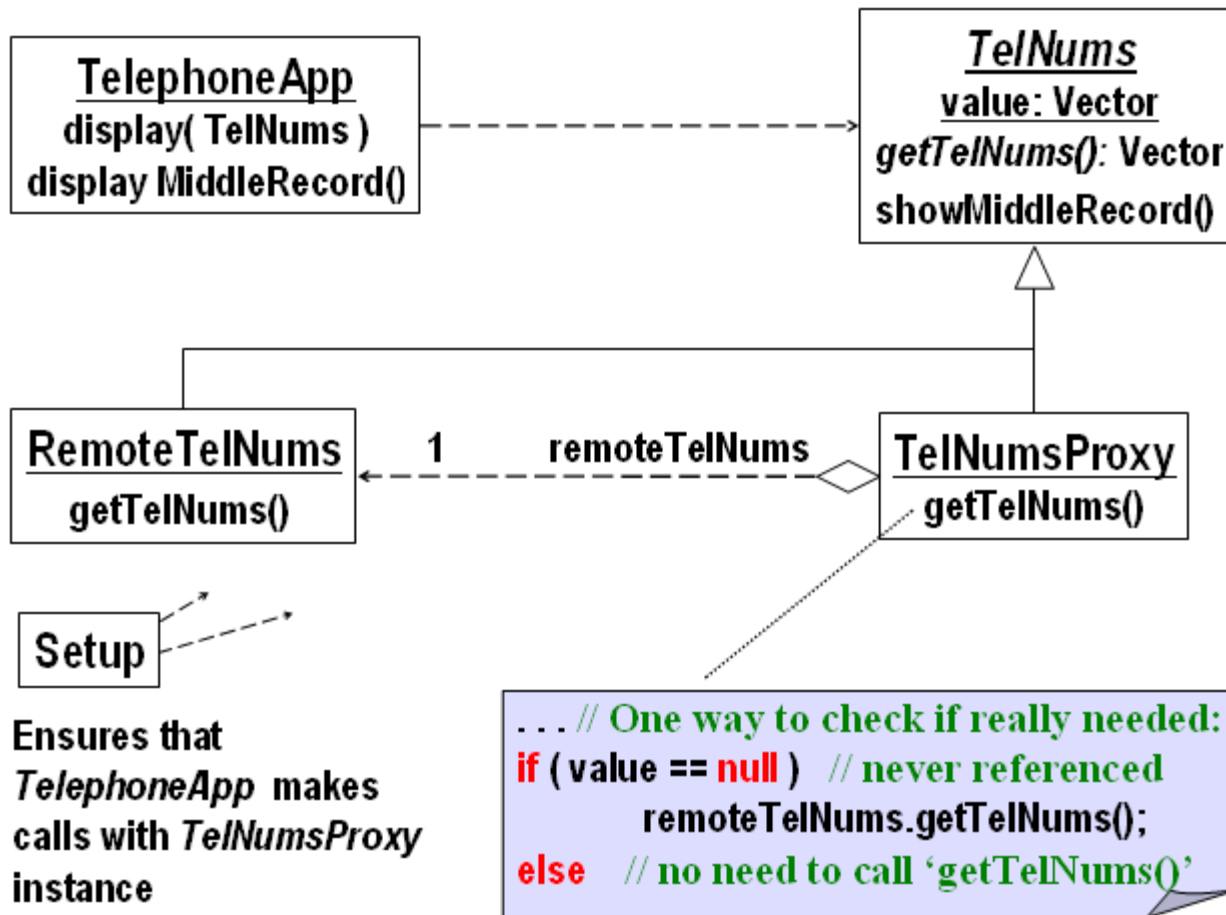 TelephoneApp
display( TelNums )
display MiddleRecord()
TelNums
value: Vector
getTelNums(): Vector
showMiddleRecord()
RemoteTelNums
getTelNums()
1
remoteTelNums
TelNumsProxy
getTelNums()
Setup
Ensures that
TelephoneApp makes
calls with TelNumsProxy
instance
. . . // One way to check if really needed:
if ( value == null ) // never referenced
remoteTelNums.getTelNums();
else // no need to call ‘getTelNums()’